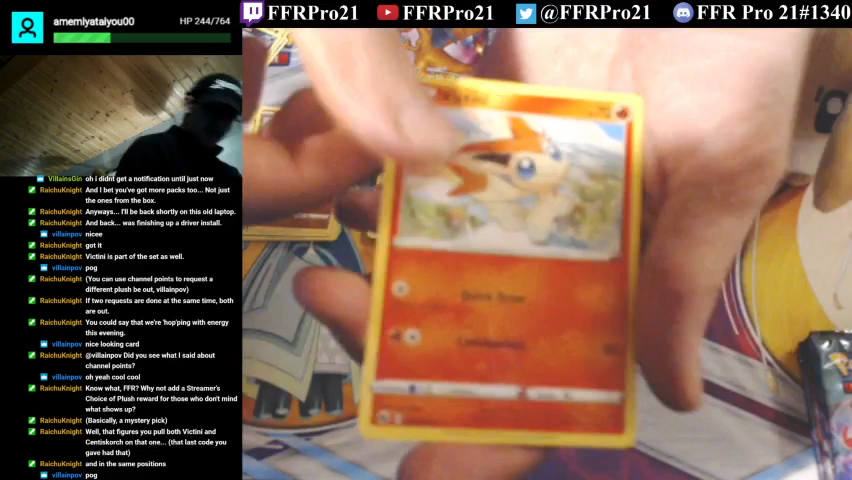 amemlyatalyou00 HP 244/764
FFRPro21 FFRPro21 @FFRPro21 FFR Pro 21#1340
VillainsGin oh i didnt get a notification until just now
RaichuKnight And I bet you've got more packs too... Not just
the ones from the box.
RaichuKnight Anyways... I'll be back shortly on this old laptop.
RaichuKnight And back... was finishing up a driver install.
villainpov nicee
RaichuKnight got it
RaichuKnight Victini is part of the set as well.
villainpov pog
RaichuKnight (You can use channel points to request a
different plush be out, villainpov)
RaichuKnight If two requests are done at the same time, both
are out.
RaichuKnight You could say that we're 'hop'ping with energy
this evening.
villainpov nice looking card
RaichuKnight @villainpov Did you see what I said about
channel points?
villainpov oh yeah cool cool
RaichuKnight Know what, FFR? Why not add a Streamer's
Choice of Plush reward for those who don't mind
what shows up?
RaichuKnight (Basically, a mystery pick)
RaichuKnight Well, that figures you pull both Victini and
Centiskorch on that one... (that last code you
gave had that)
RaichuKnight and in the same positions
villainpov pog